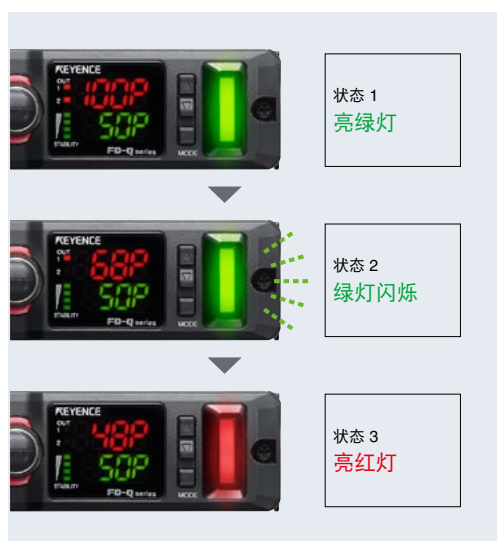 KEYENCE
OUT
1
2
100P
50P
STABILITY
FD-Q series
MODE
状态 1
亮绿灯
KEYENCE
OUT
1
2
68P
50P
STABILITY
FD-Q series
MODE
状态 2
绿灯闪烁
KEYENCE
OUT
1
2
48P
50P
STABILITY
FD-Q series
MODE
状态 3
亮红灯